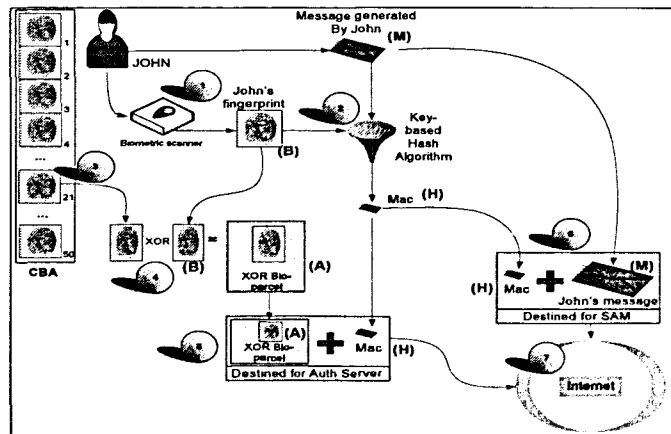 Message generated
By John
(M)
JOHN
1
John's
fingerprint
2
Key-
based
Hash
Algorithm
Biometric scanner
(B)
1
2
3
4
...
3
21
...
50
CBA
XOR
=
(B)
4
(A)
XOR Bio-
parcel
Mac
(H)
6
(M)
(H)
Mac
John's message
Destined for SAM
5
(A)
XOR Bio-
parcel
Mac
(H)
Destined for Auth Server
7
Internet